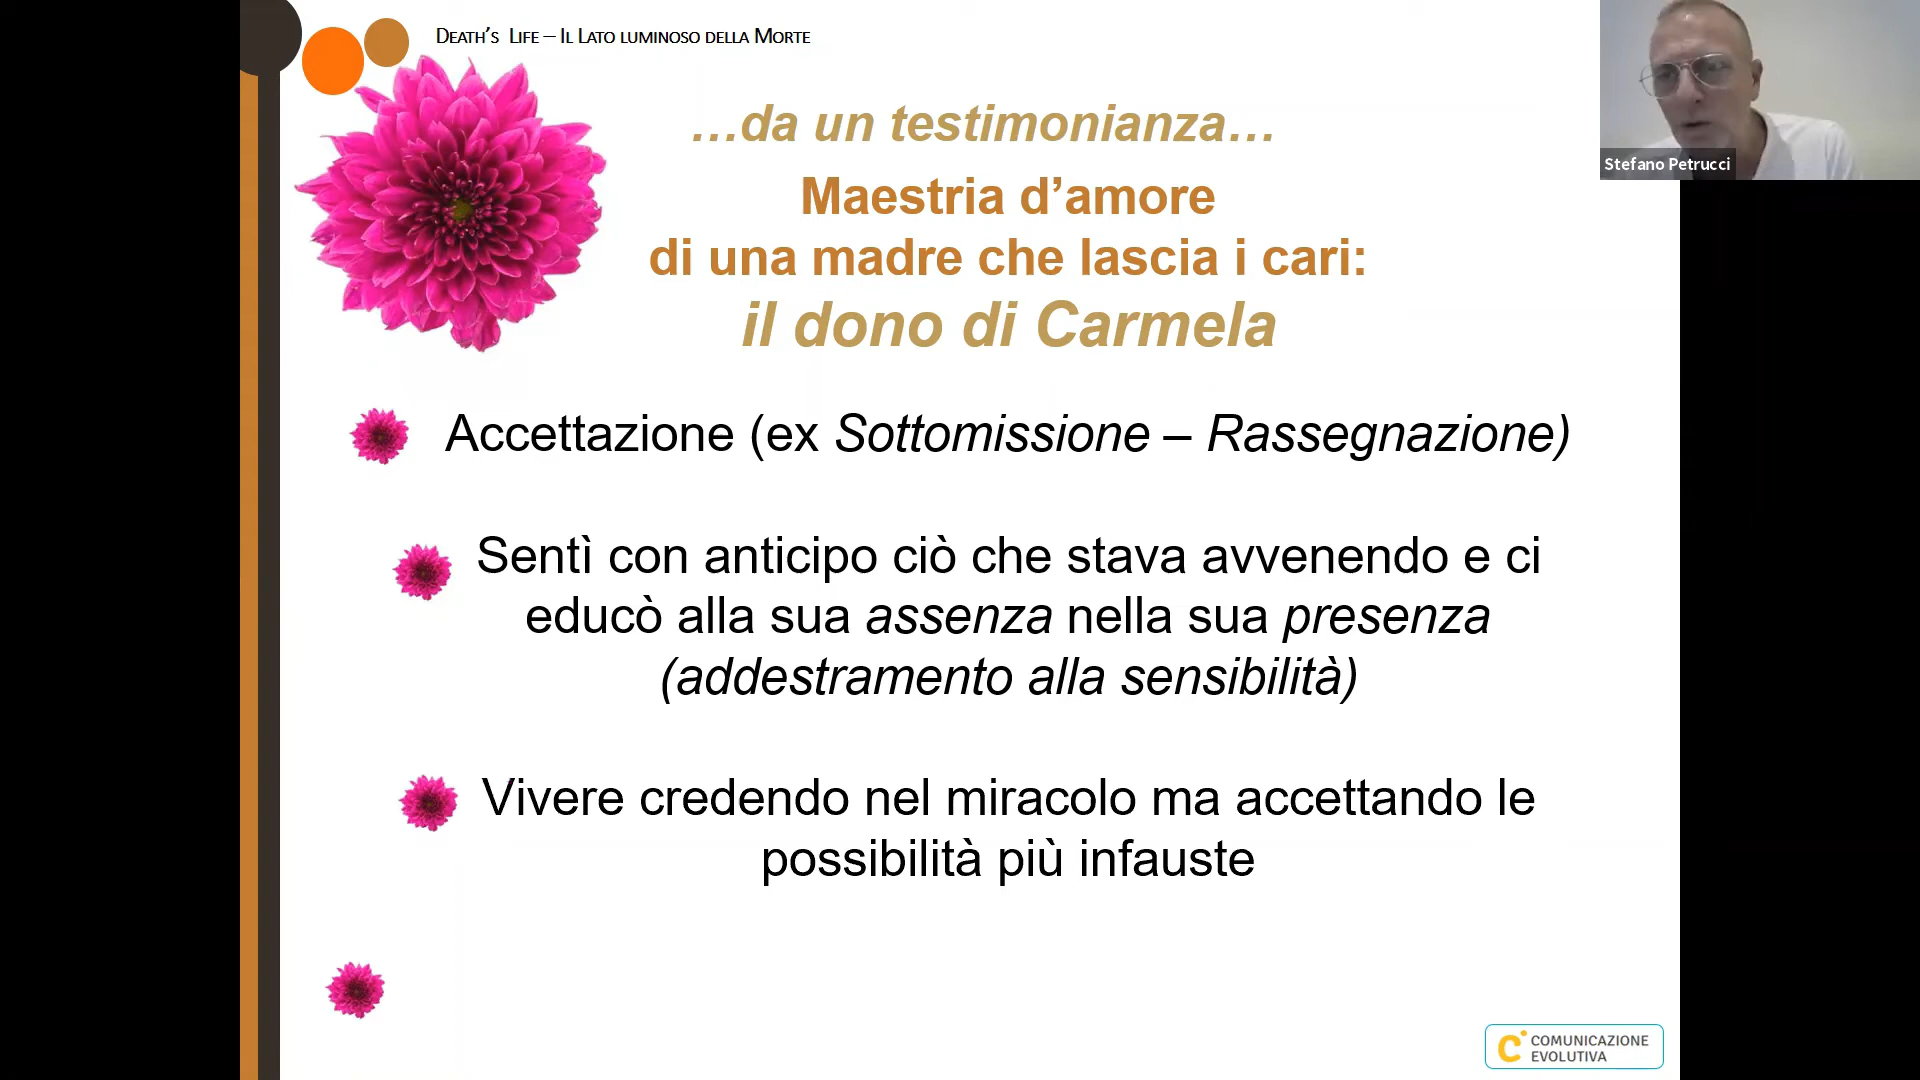 Death's Life – Il Lato luminoso della Morte
Stefano Petrucci
...da un testimonianza...
Maestria d'amore
di una madre che lascia i cari:
il dono di Carmela
Accettazione (ex Sottomissione – Rassegnazione)
Sentì con anticipo ciò che stava avvenendo e ci
educò alla sua assenza nella sua presenza
(addestramento alla sensibilità)
Vivere credendo nel miracolo ma accettando le
possibilità più infauste
COMUNICAZIONE
EVOLUTIVA